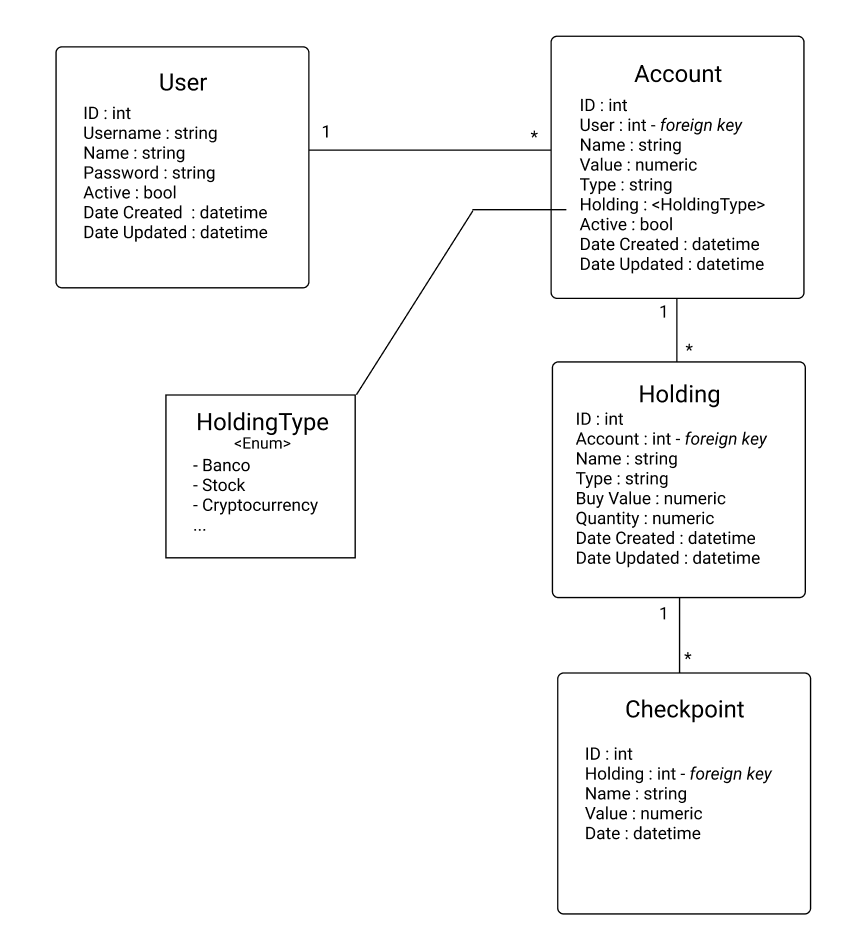 User
ID : int
Username : string
Name : string
Password : string
Active : bool
Date Created  : datetime
Date Updated : datetime
1
*
Account
ID : int
User : int - foreign key
Name : string
Value : numeric
Type : string
Holding : <HoldingType>
Active : bool
Date Created : datetime
Date Updated : datetime
1
*
HoldingType
<Enum>
- Banco
- Stock
- Cryptocurrency
...
Holding
ID : int
Account : int - foreign key
Name : string
Type : string
Buy Value : numeric
Quantity : numeric
Date Created : datetime
Date Updated : datetime
1
*
Checkpoint
ID : int
Holding : int - foreign key
Name : string
Value : numeric
Date : datetime